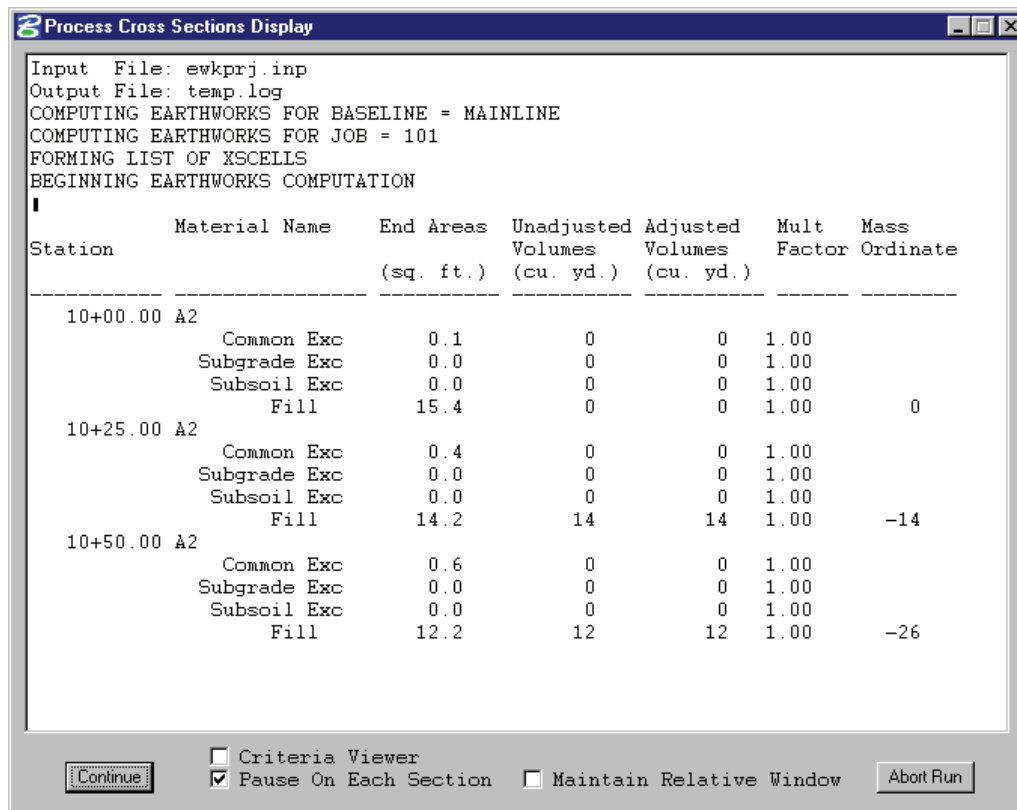 Process Cross Sections Display
Input  File: ewkprj.inp
Output File: temp.log
COMPUTING EARTHWORKS FOR BASELINE = MAINLINE
COMPUTING EARTHWORKS FOR JOB = 101
FORMING LIST OF XSCELLS
BEGINNING EARTHWORKS COMPUTATION
Material Name End Areas Unadjusted Adjusted Mult Mass
Station Volumes Volumes Factor Ordinate
(sq. ft.) (cu. yd.) (cu. yd.)
10+00.00 A2
Common Exc 0.1 0 0 1.00
Subgrade Exc 0.0 0 0 1.00
Subsoil Exc 0.0 0 0 1.00
Fill 15.4 0 0 1.00 0
10+25.00 A2
Common Exc 0.4 0 0 1.00
Subgrade Exc 0.0 0 0 1.00
Subsoil Exc 0.0 0 0 1.00
Fill 14.2 14 14 1.00 -14
10+50.00 A2
Common Exc 0.6 0 0 1.00
Subgrade Exc 0.0 0 0 1.00
Subsoil Exc 0.0 0 0 1.00
Fill 12.2 12 12 1.00 -26
Criteria Viewer
Continue Pause On Each Section Maintain Relative Window Abort Run